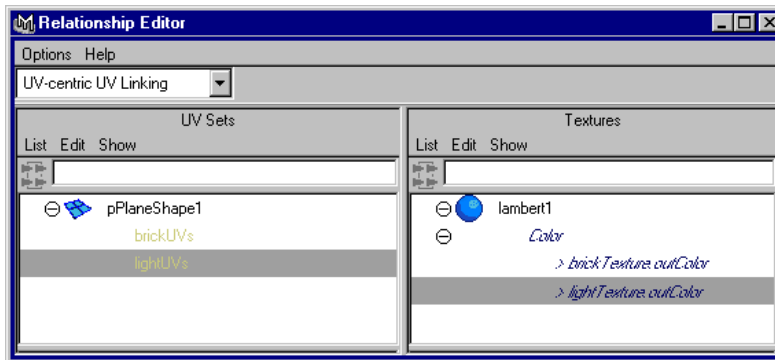 Relationship Editor
Options Help
UV-centric UV Linking
UV Sets
List Edit Show
pPlaneShape1
brickUVs
lightUVs
Textures
List Edit Show
lambert1
Color
> brickTexture.outColor
> lightTexture.outColor